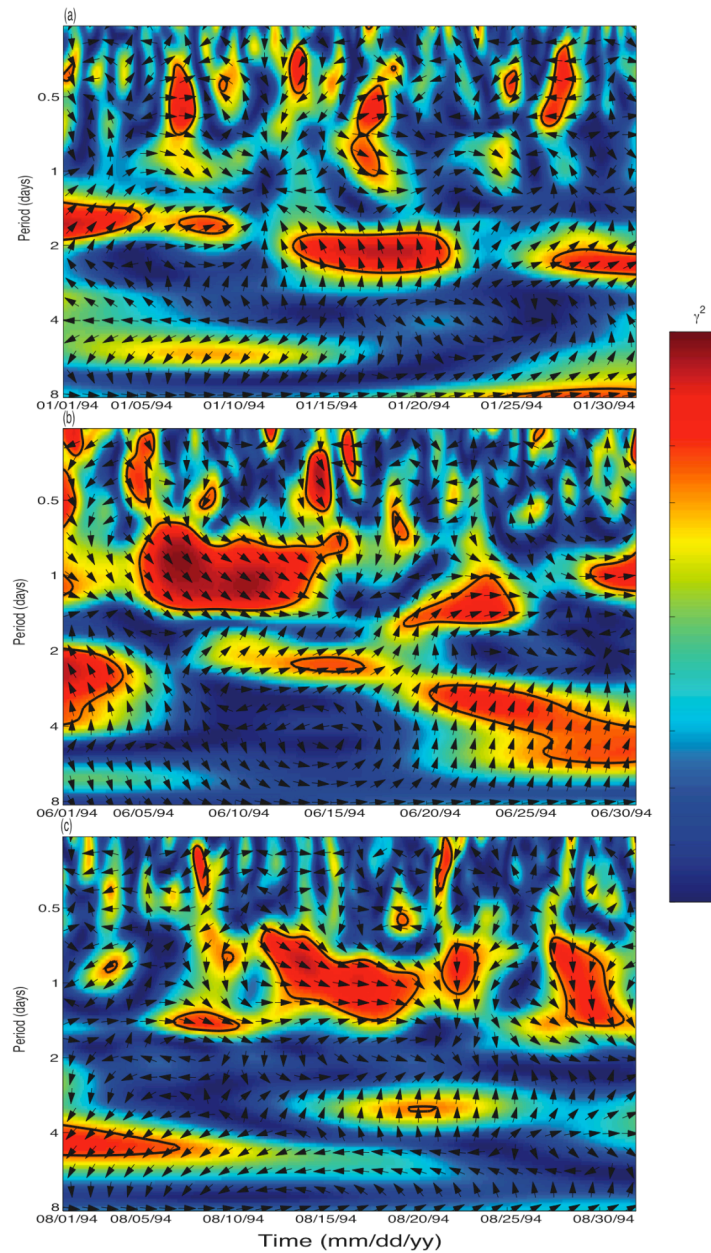 (a)
0.5
1
2
4
8
Period (days)
01/01/94 01/05/94 01/10/94 01/15/94 01/20/94 01/25/94 01/30/94
γ²
(b)
0.5
1
2
4
8
Period (days)
06/01/94 06/05/94 06/10/94 06/15/94 06/20/94 06/25/94 06/30/94
(c)
0.5
1
2
4
8
Period (days)
08/01/94 08/05/94 08/10/94 08/15/94 08/20/94 08/25/94 08/30/94
Time (mm/dd/yy)